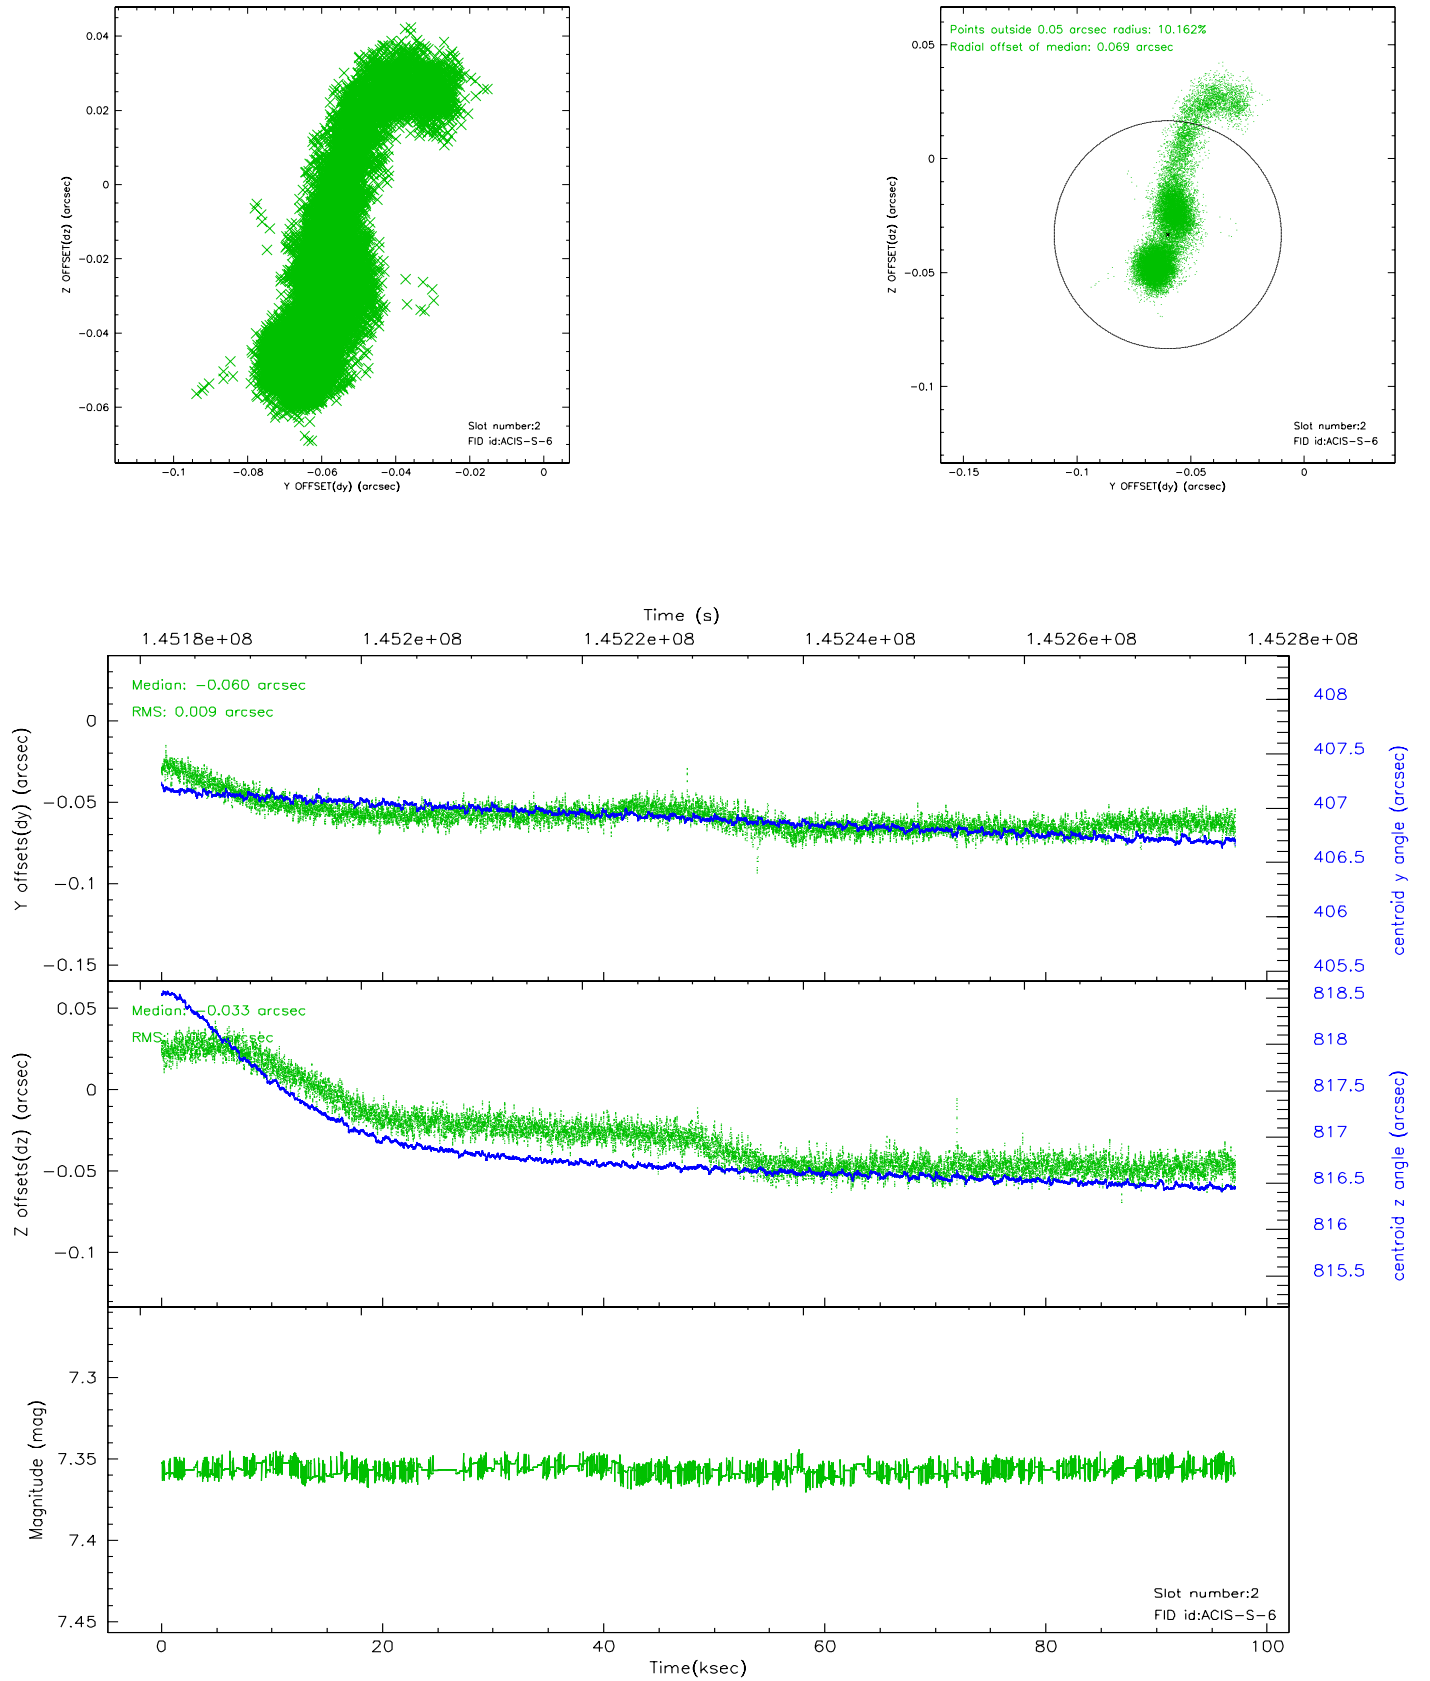 0.04
0.02
0
−0.02
−0.04
−0.06
Z OFFSET(dz) (arcsec)
Slot number:2
FID id:ACIS−S−6
−0.1
−0.08
−0.06
−0.04
−0.02
0
Y OFFSET(dy) (arcsec)
Points outside 0.05 arcsec radius: 10.162%
Radial offset of median: 0.069 arcsec
0.05
0
−0.05
−0.1
Z OFFSET(dz) (arcsec)
Slot number:2
FID id:ACIS−S−6
−0.15
−0.1
−0.05
0
Y OFFSET(dy) (arcsec)
Time (s)
1.4518e+08
1.452e+08
1.4522e+08
1.4524e+08
1.4526e+08
1.4528e+08
Median: −0.060 arcsec
RMS: 0.009 arcsec
0
−0.05
−0.1
−0.15
Y offsets(dy) (arcsec)
408
407.5
407
406.5
406
405.5
centroid y angle (arcsec)
Median: −0.033 arcsec
RMS: arcsec
0.05
0
−0.05
−0.1
Z offsets(dz) (arcsec)
818.5
818
817.5
817
816.5
816
815.5
centroid z angle (arcsec)
7.3
7.35
7.4
7.45
Magnitude (mag)
Slot number:2
FID id:ACIS−S−6
0
20
40
60
80
100
Time(ksec)